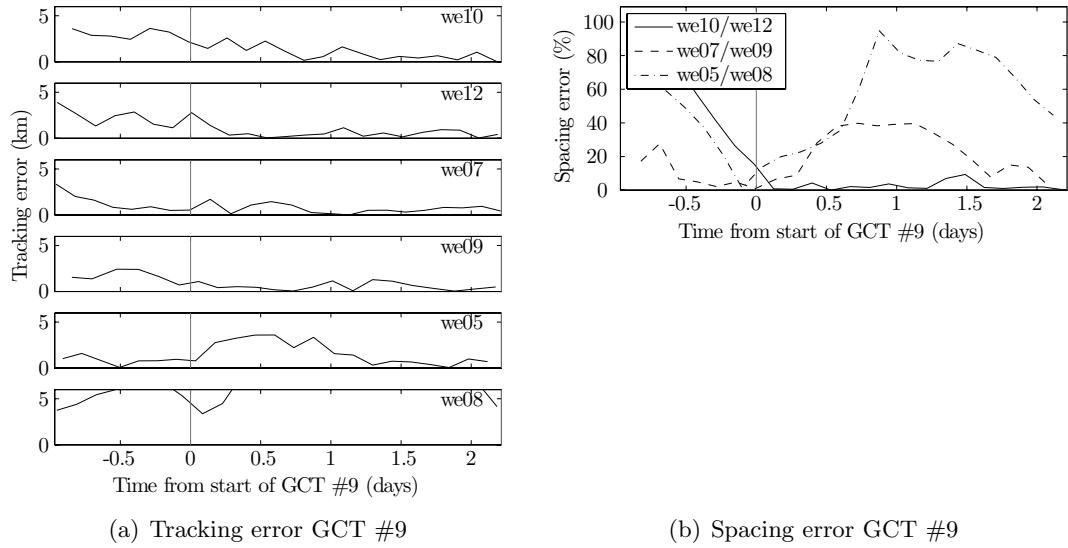 we10
5
0
we12
5
0
we07
5
0
we09
5
0
we05
5
0
we08
5
0
Tracking error (km)
-0.5 0 0.5 1 1.5 2
Time from start of GCT #9 (days)
(a) Tracking error GCT #9
100
80
60
40
20
0
Spacing error (%)
we10/we12
we07/we09
we05/we08
-0.5 0 0.5 1 1.5 2
Time from start of GCT #9 (days)
(b) Spacing error GCT #9